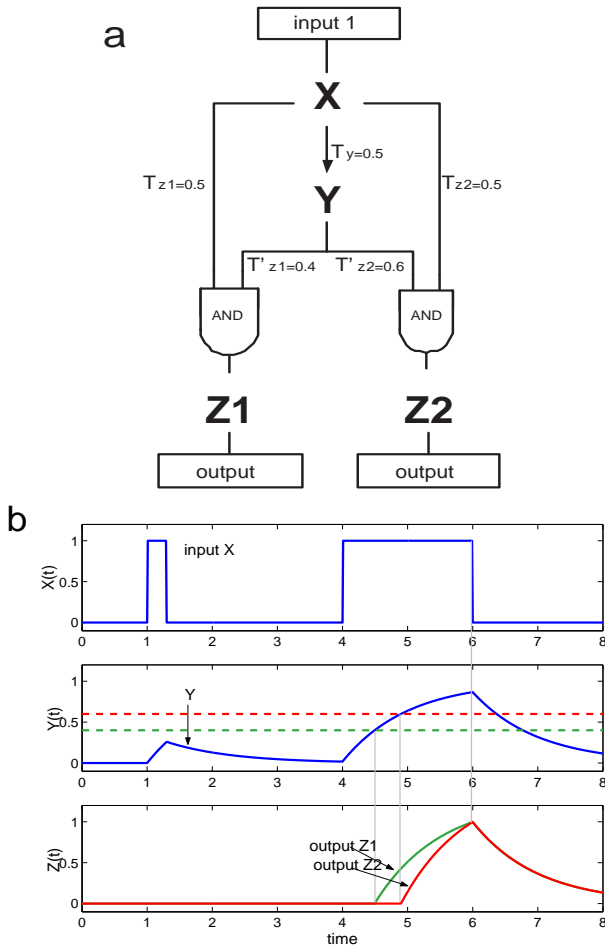 a
input 1
X
T y=0.5
T z1=0.5
T z2=0.5
Y
T' z1=0.4 T' z2=0.6
AND AND
Z1 Z2
output output
b
input X
X(t)
1
0.5
0
0 1 2 3 4 5 6 7 8
Y
Y(t)
1
0.5
0
0 1 2 3 4 5 6 7 8
output Z1
output Z2
Z(t)
1
0.5
0
0 1 2 3 4 5 6 7 8
time